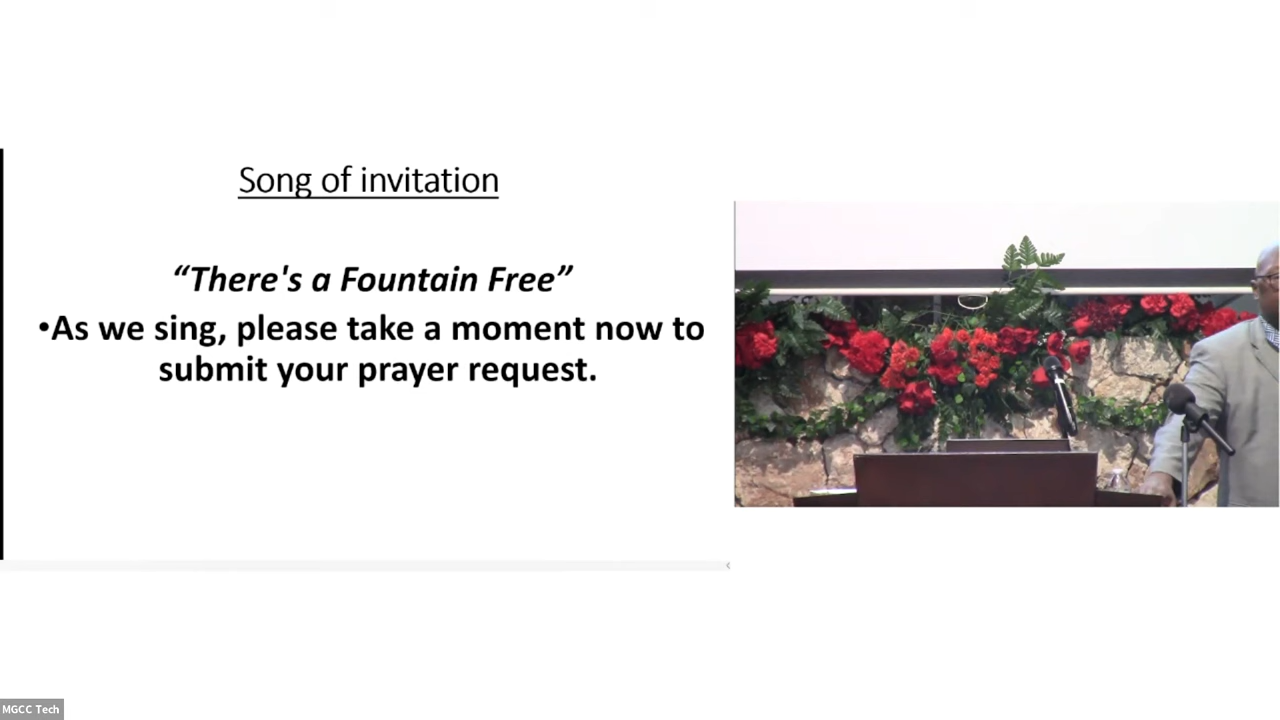 Song of invitation
“There's a Fountain Free”
•As we sing, please take a moment now to
submit your prayer request.
MGCC Tech